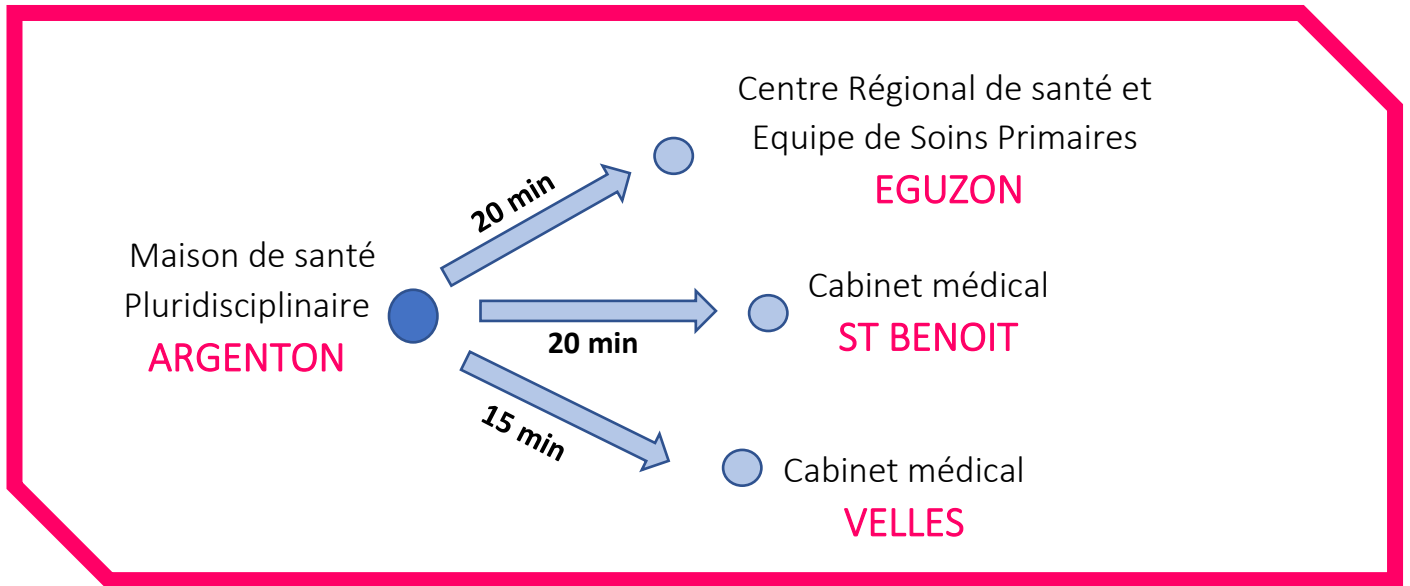 Centre Régional de santé et
Equipe de Soins Primaires
EGUZON
20 min
Maison de santé
Pluridisciplinaire
ARGENTON
Cabinet médical
ST BENOIT
20 min
15 min
Cabinet médical
VELLES